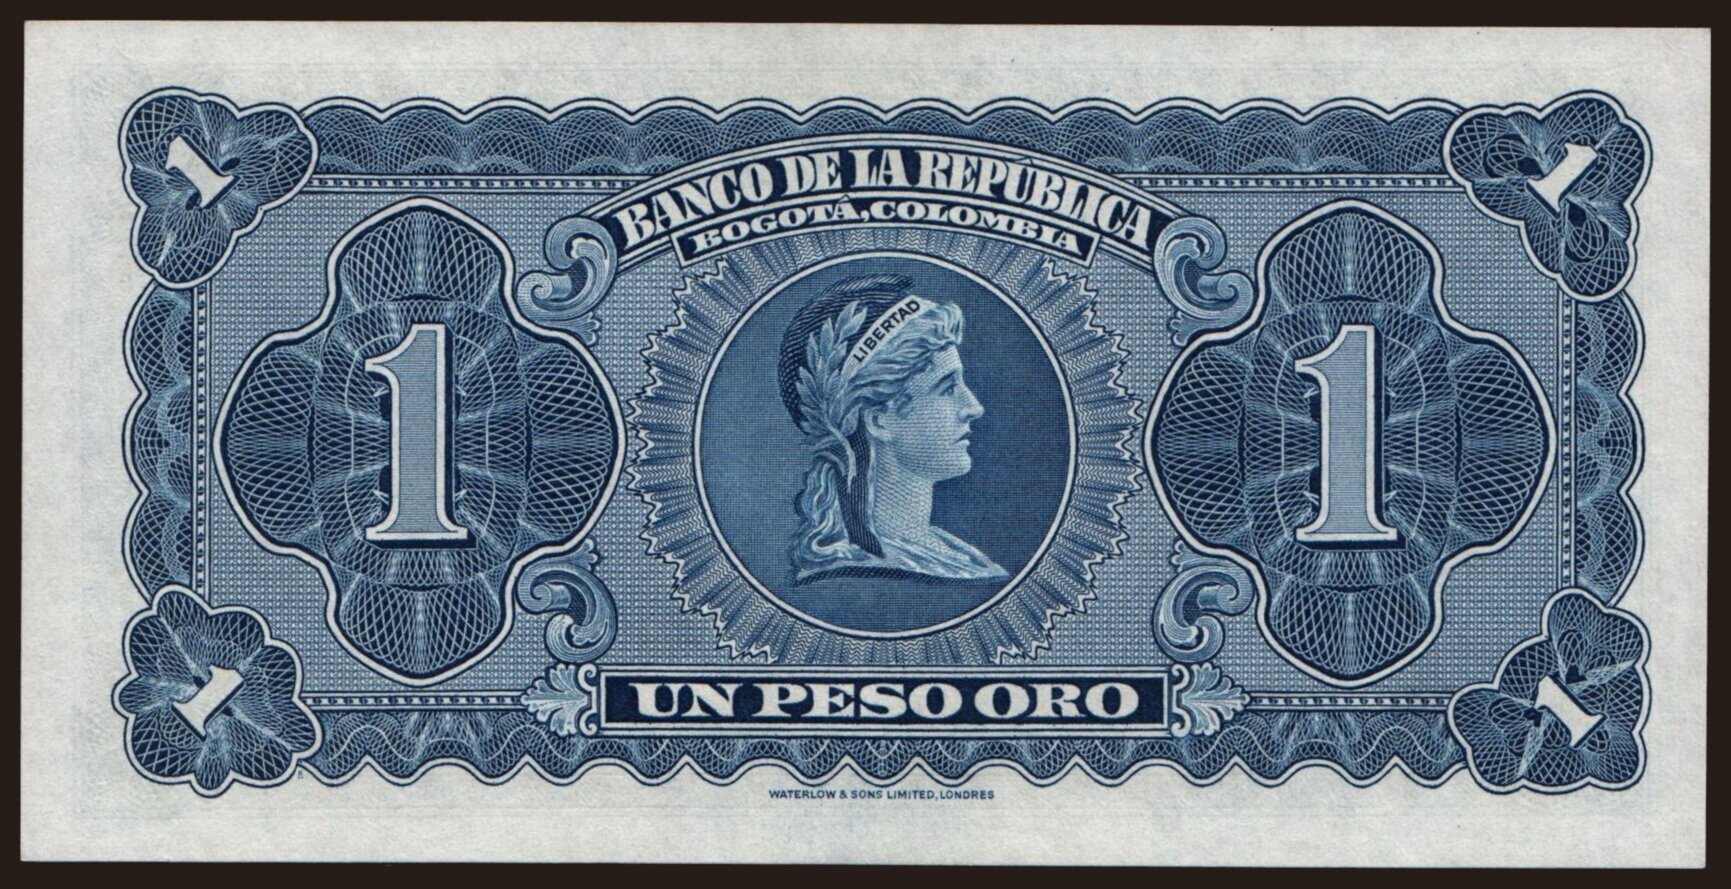 1
1
BANCO DE LA REPÚBLICA
BOGOTÁ, COLOMBIA
LIBERTAD
1
1
UN PESO ORO
1
1
WATERLOW & SONS LIMITED, LONDRES